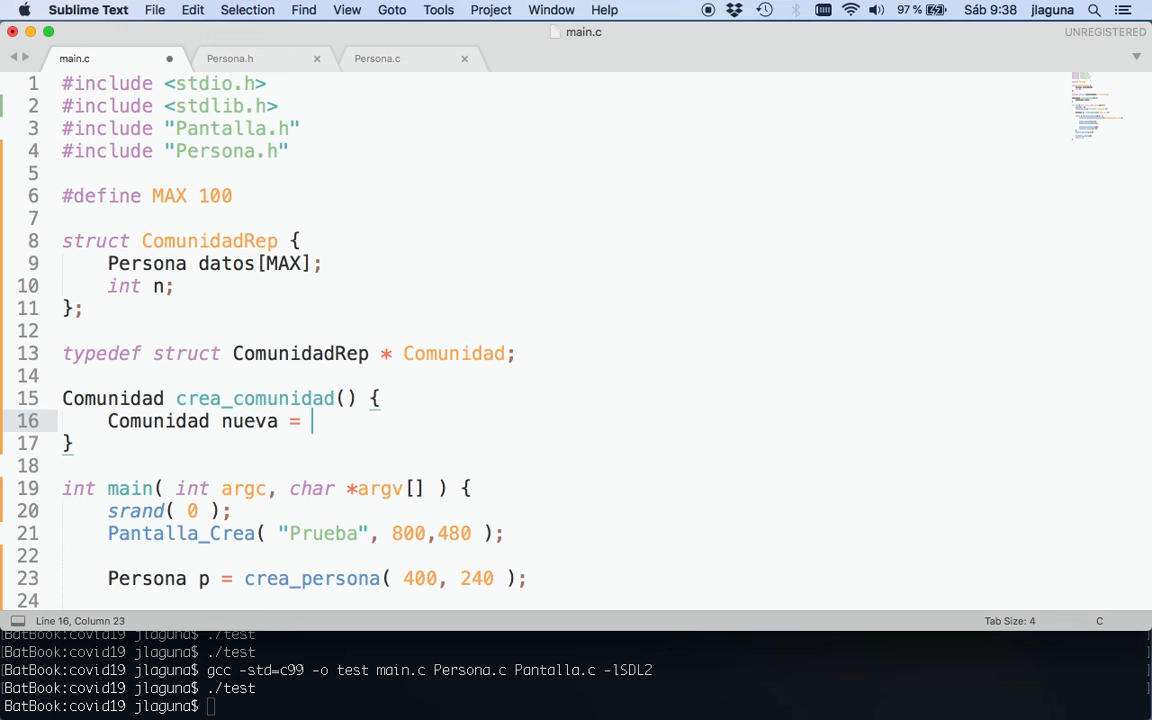 Sublime Text File Edit Selection Find View Goto Tools Project Window Help 97 % Sáb 9:38 jlaguna
main.c
UNREGISTERED
main.c Persona.h Persona.c
1 #include <stdio.h>
2 #include <stdlib.h>
3 #include "Pantalla.h"
4 #include "Persona.h"
5
6 #define MAX 100
7
8 struct ComunidadRep {
9 Persona datos[MAX];
10 int n;
11 };
12
13 typedef struct ComunidadRep * Comunidad;
14
15 Comunidad crea_comunidad() {
16 Comunidad nueva =
17 }
18
19 int main( int argc, char *argv[] ) {
20 srand( 0 );
21 Pantalla_Crea( "Prueba", 800,480 );
22
23 Persona p = crea_persona( 400, 240 );
24
Line 16, Column 23 Tab Size: 4 C
[BatBook:covid19 jlaguna$ ./test ]
[BatBook:covid19 jlaguna$ ./test ]
[BatBook:covid19 jlaguna$ gcc -std=c99 -o test main.c Persona.c Pantalla.c -lSDL2 ]
[BatBook:covid19 jlaguna$ ./test ]
BatBook:covid19 jlaguna$